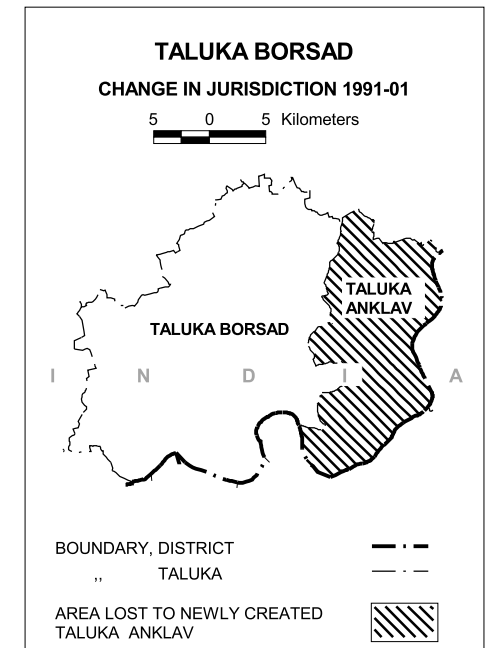 TALUKA BORSAD
CHANGE IN JURISDICTION 1991-01
5 0 5 Kilometers
TALUKA
ANKLAV
TALUKA BORSAD
I N D I A
BOUNDARY, DISTRICT
,, TALUKA
AREA LOST TO NEWLY CREATED
TALUKA ANKLAV